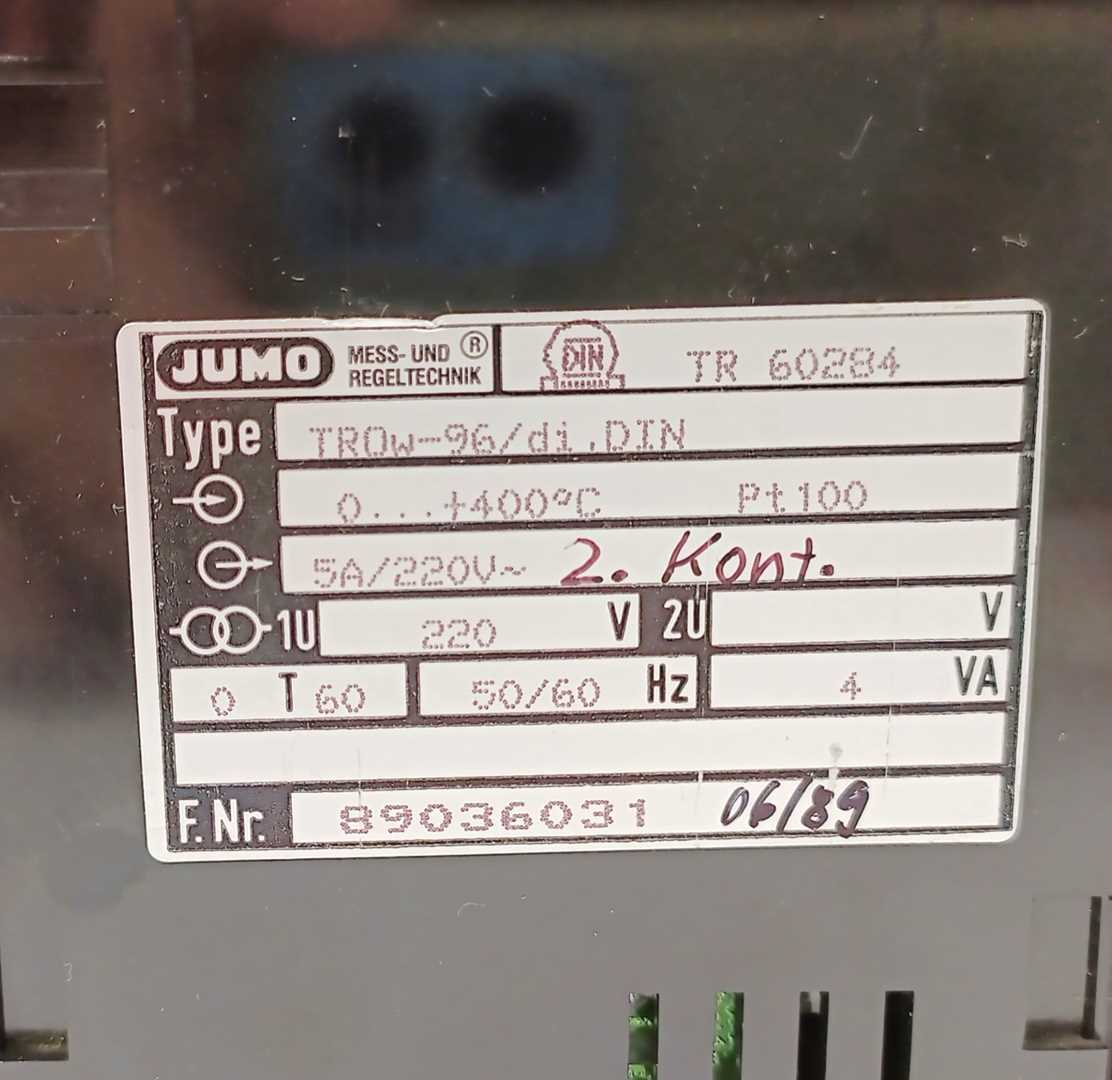 JUMO MESS- UND REGELTECHNIK ® DIN TR 60284
Type TROw-96/di.DIN
0...+400°C Pt100
5A/220V~ 2. Kont.
1U 220 V 2U V
0 T 60 50/60 Hz 4 VA
F.Nr. 89036031 06/89